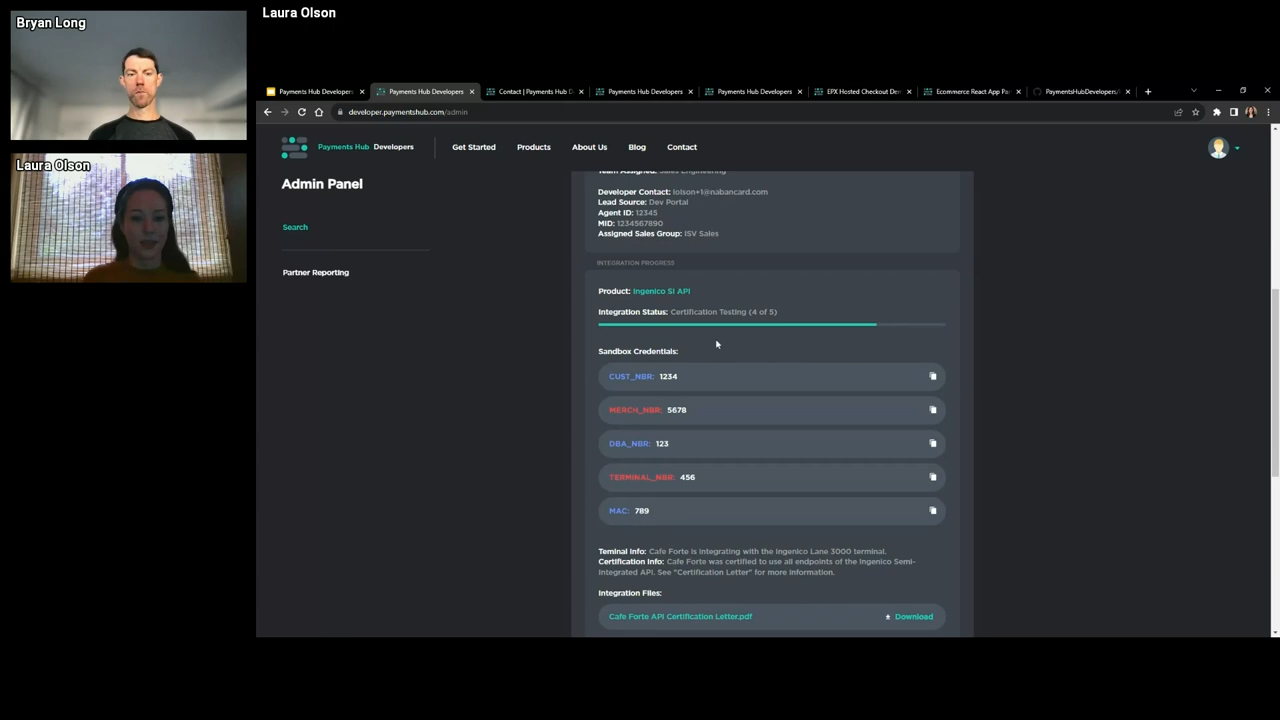 Bryan Long
Laura Olson
Laura Olson
Payments Hub Developers
Payments Hub Developers
Contact | Payments Hub D
Payments Hub Developers
Payments Hub Developers
EPX Hosted Checkout De
Ecommerce React App Pa
PaymentsHubDevelopers/
developer.paymentshub.com/admin
Payments Hub Developers
Get Started
Products
About Us
Blog
Contact
Admin Panel
Search
Partner Reporting
Team Assigned: Sales Engineering
Developer Contact: lolson+1@nabancard.com
Lead Source: Dev Portal
Agent ID: 12345
MID: 1234567890
Assigned Sales Group: ISV Sales
INTEGRATION PROGRESS
Product: Ingenico SI API
Integration Status: Certification Testing (4 of 5)
Sandbox Credentials:
CUST_NBR: 1234
MERCH_NBR: 5678
DBA_NBR: 123
TERMINAL_NBR: 456
MAC: 789
Teminal Info: Cafe Forte is integrating with the Ingenico Lane 3000 terminal.
Certification Info: Cafe Forte was certified to use all endpoints of the Ingenico Semi-
Integrated API. See "Certification Letter" for more information.
Integration Files:
Cafe Forte API Certification Letter.pdf
Download